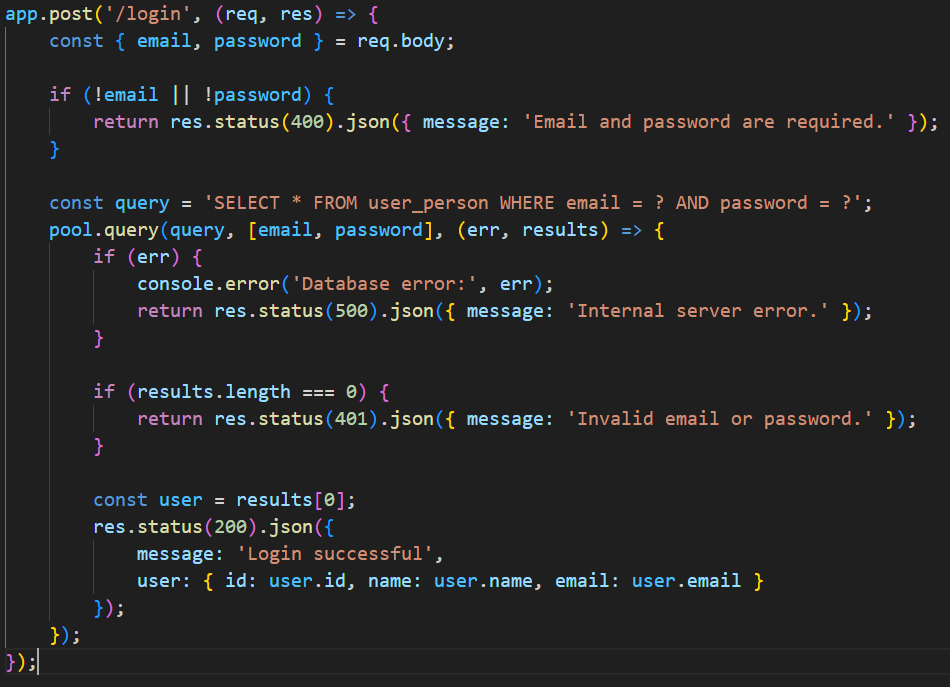 app.post('/login', (req, res) => {
    const { email, password } = req.body;

    if (!email || !password) {
        return res.status(400).json({ message: 'Email and password are required.' });
    }

    const query = 'SELECT * FROM user_person WHERE email = ? AND password = ?';
    pool.query(query, [email, password], (err, results) => {
        if (err) {
            console.error('Database error:', err);
            return res.status(500).json({ message: 'Internal server error.' });
        }

        if (results.length === 0) {
            return res.status(401).json({ message: 'Invalid email or password.' });
        }

        const user = results[0];
        res.status(200).json({
            message: 'Login successful',
            user: { id: user.id, name: user.name, email: user.email }
        });
    });
});